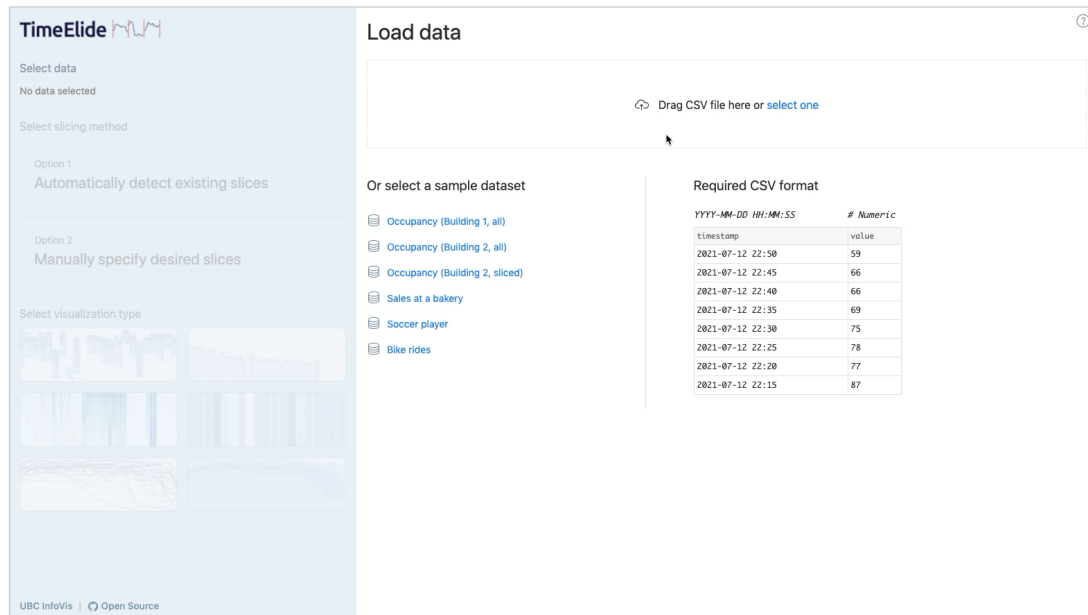 TimeElide
Select data
No data selected
Select slicing method
Option 1
Automatically detect existing slices
Option 2
Manually specify desired slices
Select visualization type
UBC InfoVis | Open Source
Load data
?
Drag CSV file here or select one
Or select a sample dataset
Occupancy (Building 1, all)
Occupancy (Building 2, all)
Occupancy (Building 2, sliced)
Sales at a bakery
Soccer player
Bike rides
Required CSV format
YYYY-MM-DD HH:MM:SS # Numeric
timestamp value
2021-07-12 22:50 59
2021-07-12 22:45 66
2021-07-12 22:40 66
2021-07-12 22:35 69
2021-07-12 22:30 75
2021-07-12 22:25 78
2021-07-12 22:20 77
2021-07-12 22:15 87